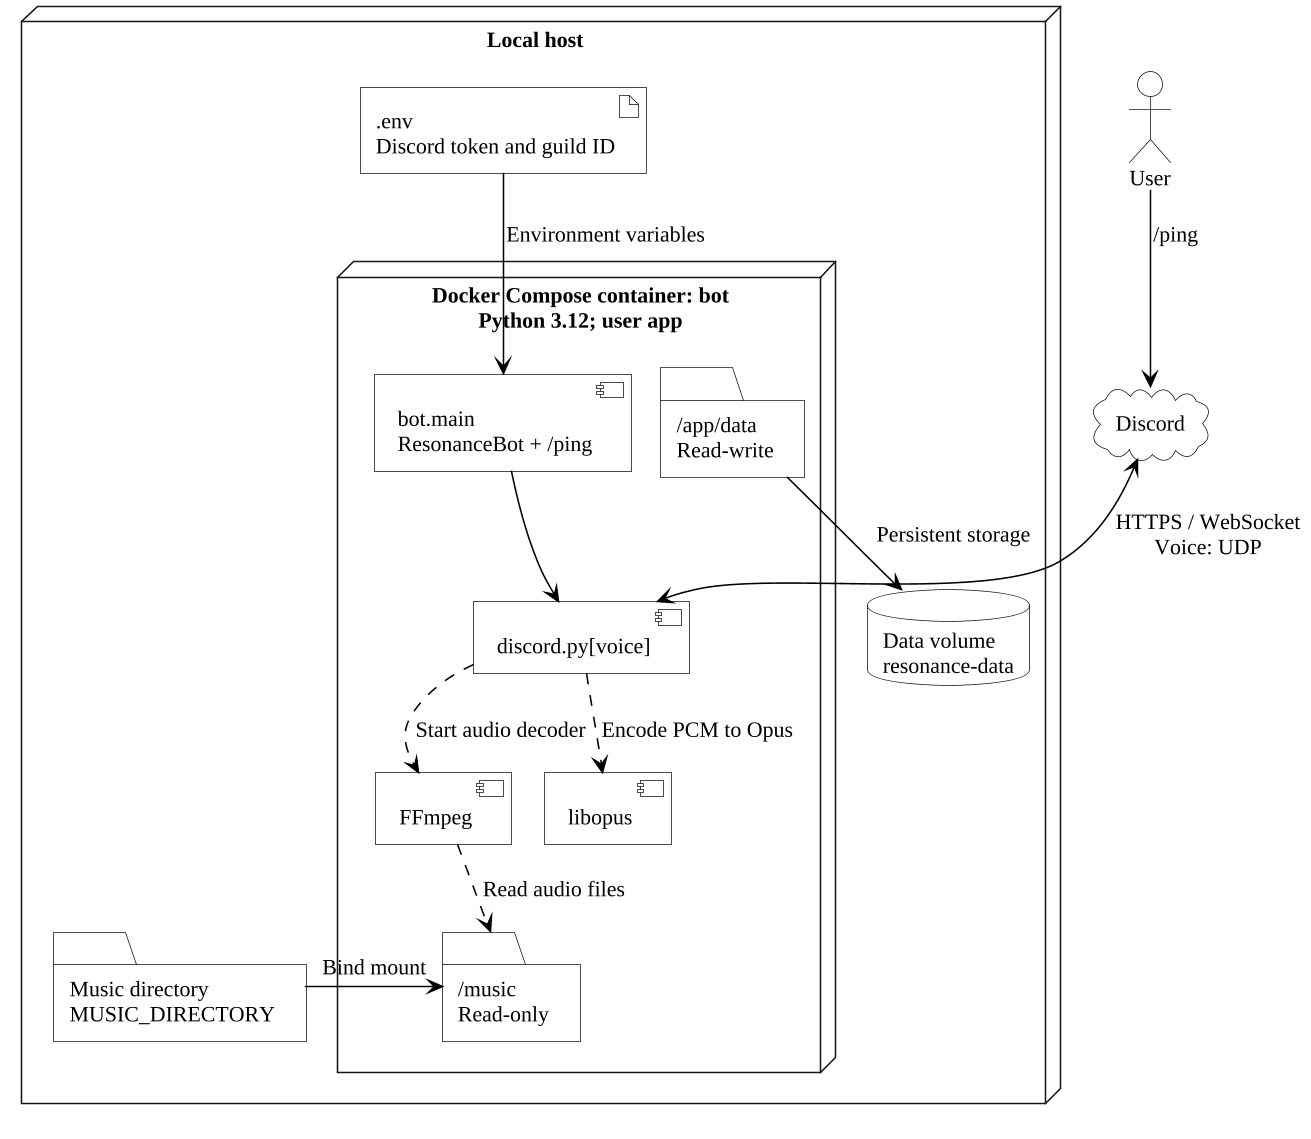 Local host
.env
Discord token and guild ID
User
Environment variables
/ping
Docker Compose container: bot
Python 3.12; user app
bot.main
ResonanceBot + /ping
/app/data
Read-write
Discord
Persistent storage
HTTPS / WebSocket
Voice: UDP
discord.py[voice]
Data volume
resonance-data
Start audio decoder
Encode PCM to Opus
FFmpeg
libopus
Read audio files
Music directory
MUSIC_DIRECTORY
Bind mount
/music
Read-only